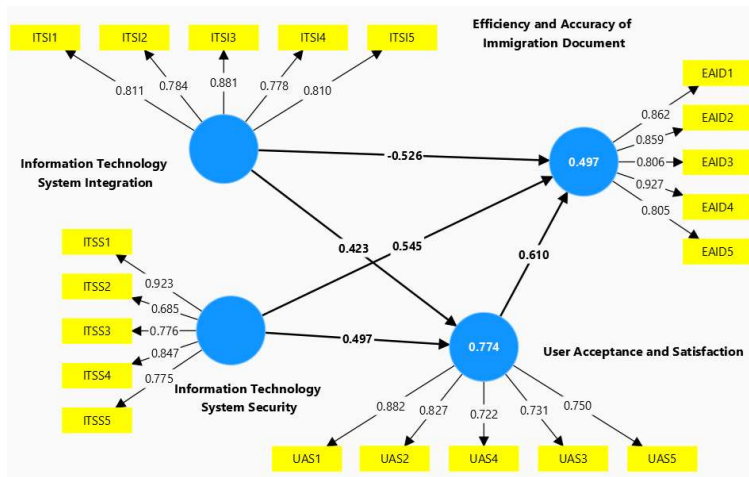 Efficiency and Accuracy of
Immigration Document
ITSI1 ITSI2 ITSI3 ITSI4 ITSI5
0.811 0.784 0.881 0.778 0.810
EAID1
EAID2
EAID3
EAID4
EAID5
0.862
0.859
0.806
0.927
0.805
0.497
-0.526
Information Technology
System Integration
0.423
0.545
0.610
ITSS1
ITSS2
ITSS3
ITSS4
ITSS5
0.923
0.685
0.776
0.847
0.775
0.497
0.774
User Acceptance and Satisfaction
Information Technology
System Security
0.882 0.827 0.722 0.731 0.750
UAS1 UAS2 UAS4 UAS3 UAS5